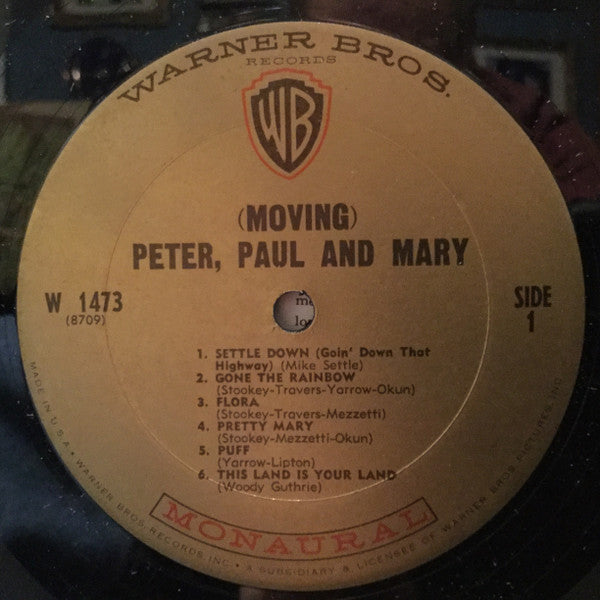 WARNER BROS.
RECORDS
WB
(MOVING)
PETER, PAUL AND MARY
W 1473
(8709)
SIDE
1
1. SETTLE DOWN (Goin' Down That
Highway) (Mike Settle)
2. GONE THE RAINBOW
(Stookey-Travers-Yarrow-Okun)
3. FLORA
(Stookey-Travers-Mezzetti)
4. PRETTY MARY
(Stookey-Mezzetti-Okun)
5. PUFF
(Yarrow-Lipton)
6. THIS LAND IS YOUR LAND
(Woody Guthrie)
MONAURAL
MADE IN U.S.A. • WARNER BROS. RECORDS, INC. • A SUBSIDIARY & LICENSEE OF WARNER BROS. PICTURES, INC.